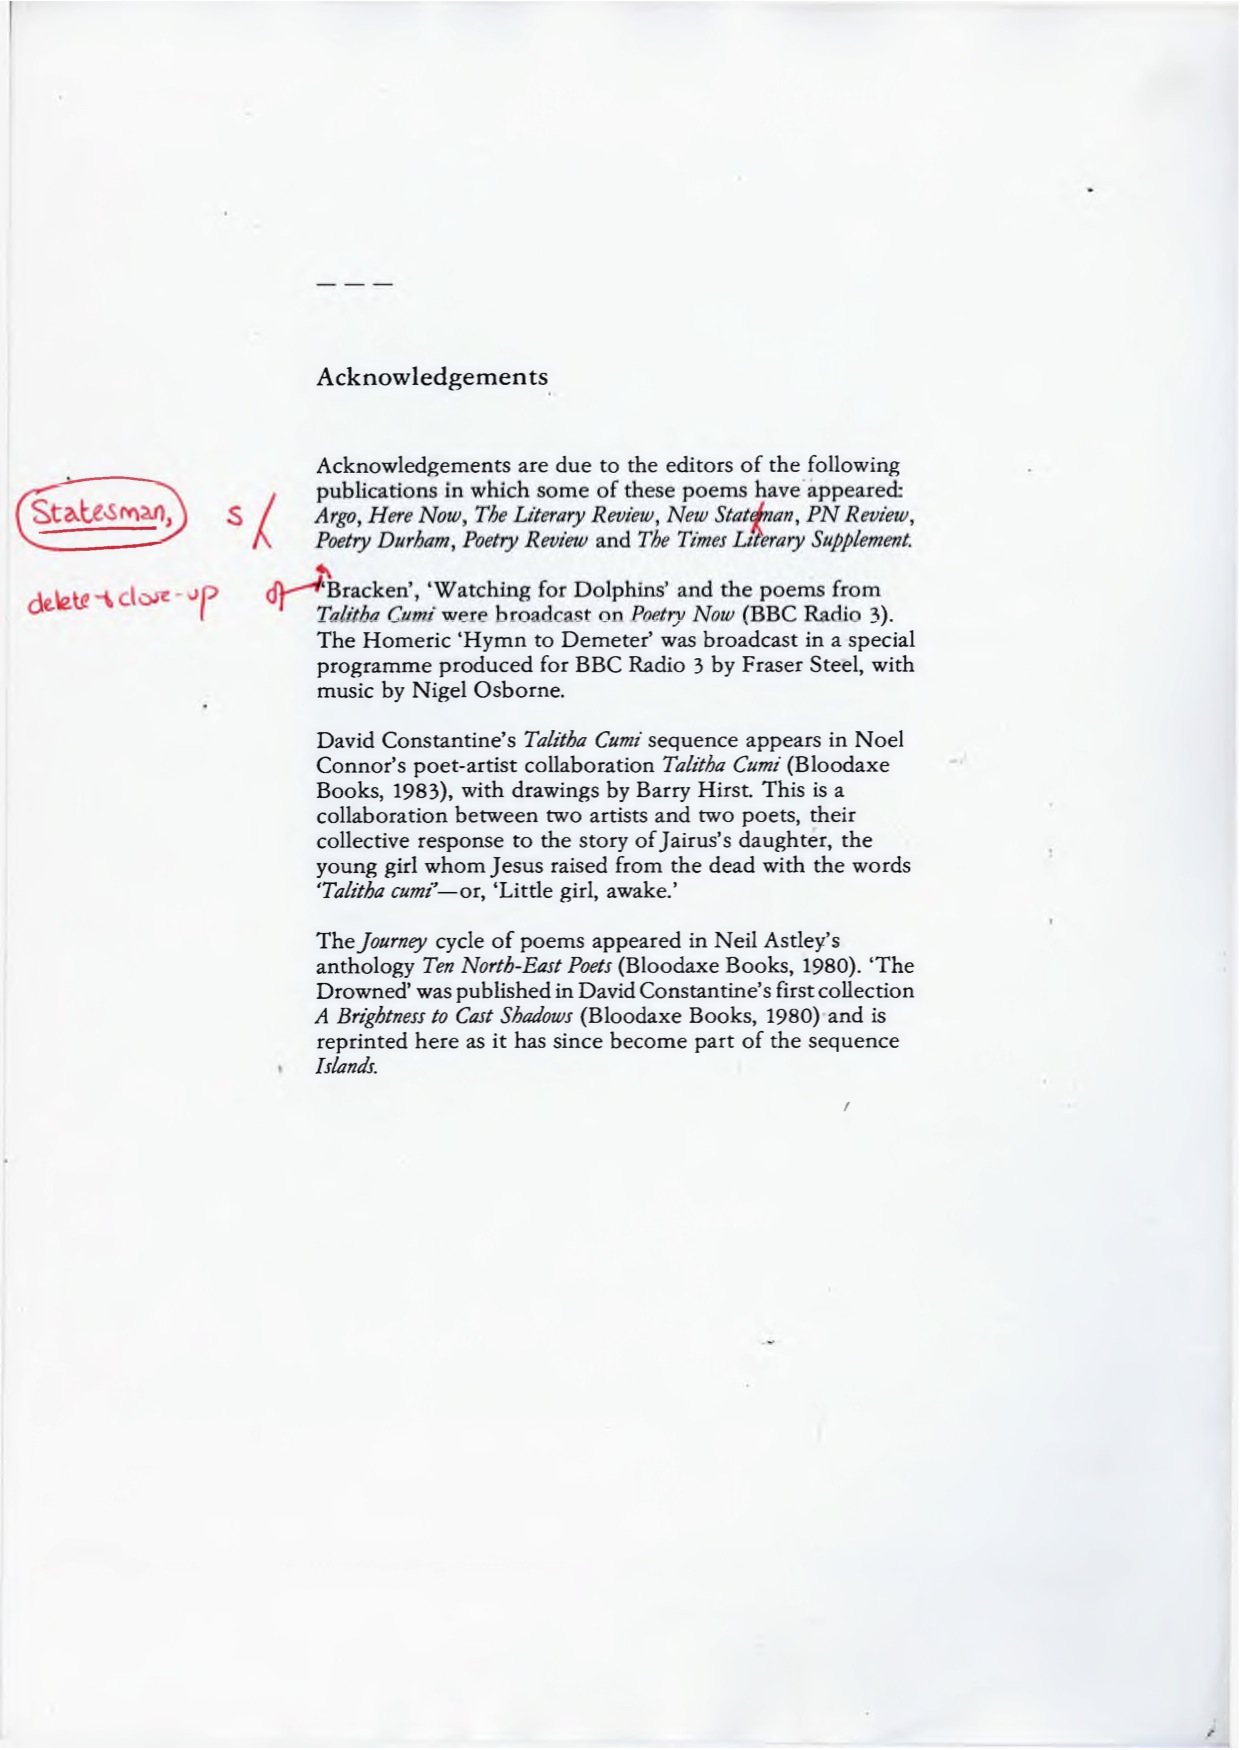 — — —
Acknowledgements
Acknowledgements are due to the editors of the following
publications in which some of these poems have appeared:
Statesman, s/ Argo, Here Now, The Literary Review, New Stateman, PN Review,
Poetry Durham, Poetry Review and The Times Literary Supplement.
delete & close-up ‘Bracken’, ‘Watching for Dolphins’ and the poems from
Talitha Cumi were broadcast on Poetry Now (BBC Radio 3).
The Homeric ‘Hymn to Demeter’ was broadcast in a special
programme produced for BBC Radio 3 by Fraser Steel, with
music by Nigel Osborne.
David Constantine’s Talitha Cumi sequence appears in Noel
Connor’s poet-artist collaboration Talitha Cumi (Bloodaxe
Books, 1983), with drawings by Barry Hirst. This is a
collaboration between two artists and two poets, their
collective response to the story of Jairus’s daughter, the
young girl whom Jesus raised from the dead with the words
‘Talitha cumi’—or, ‘Little girl, awake.’
The Journey cycle of poems appeared in Neil Astley’s
anthology Ten North-East Poets (Bloodaxe Books, 1980). ‘The
Drowned’ was published in David Constantine’s first collection
A Brightness to Cast Shadows (Bloodaxe Books, 1980) and is
reprinted here as it has since become part of the sequence
Islands.